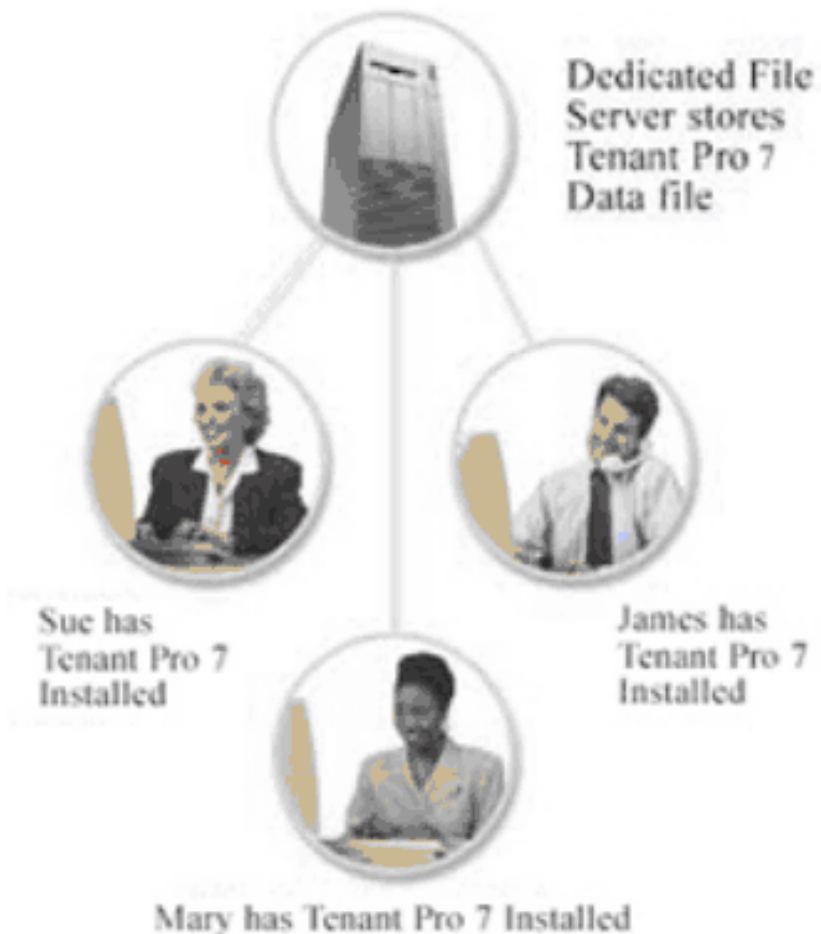 Dedicated File
Server stores
Tenant Pro 7
Data file
Sue has
Tenant Pro 7
Installed
James has
Tenant Pro 7
Installed
Mary has Tenant Pro 7 Installed